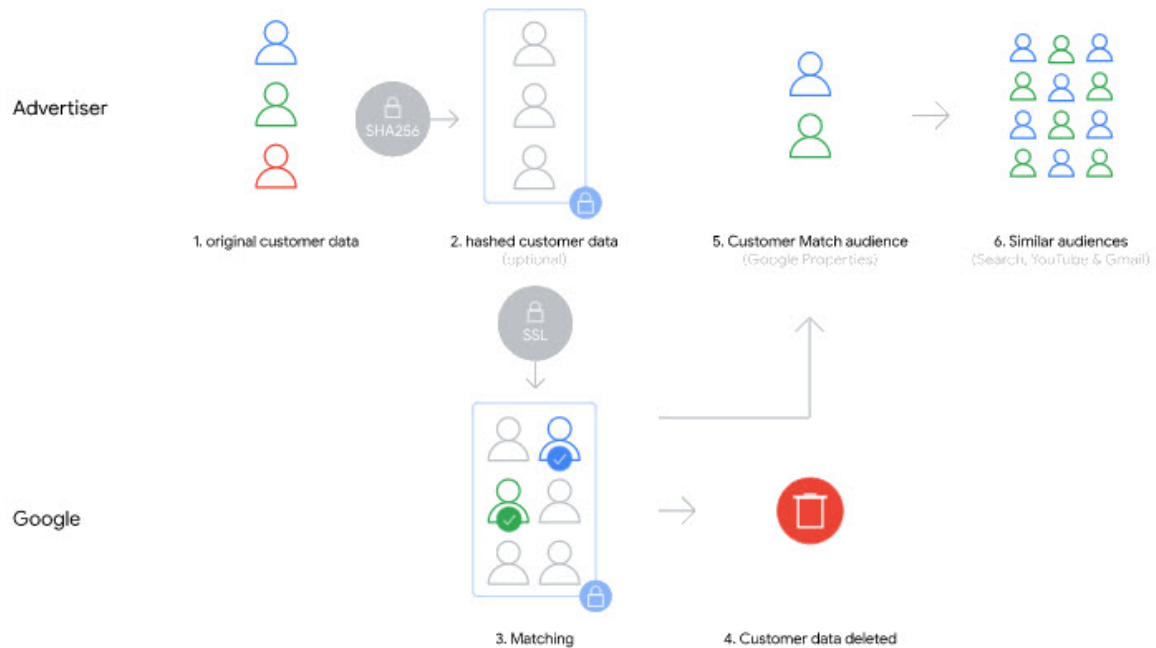 Advertiser
SHA256
1. original customer data
2. hashed customer data
(optional)
5. Customer Match audience
(Google Properties)
6. Similar audiences
(Search, YouTube & Gmail)
SSL
Google
3. Matching
4. Customer data deleted